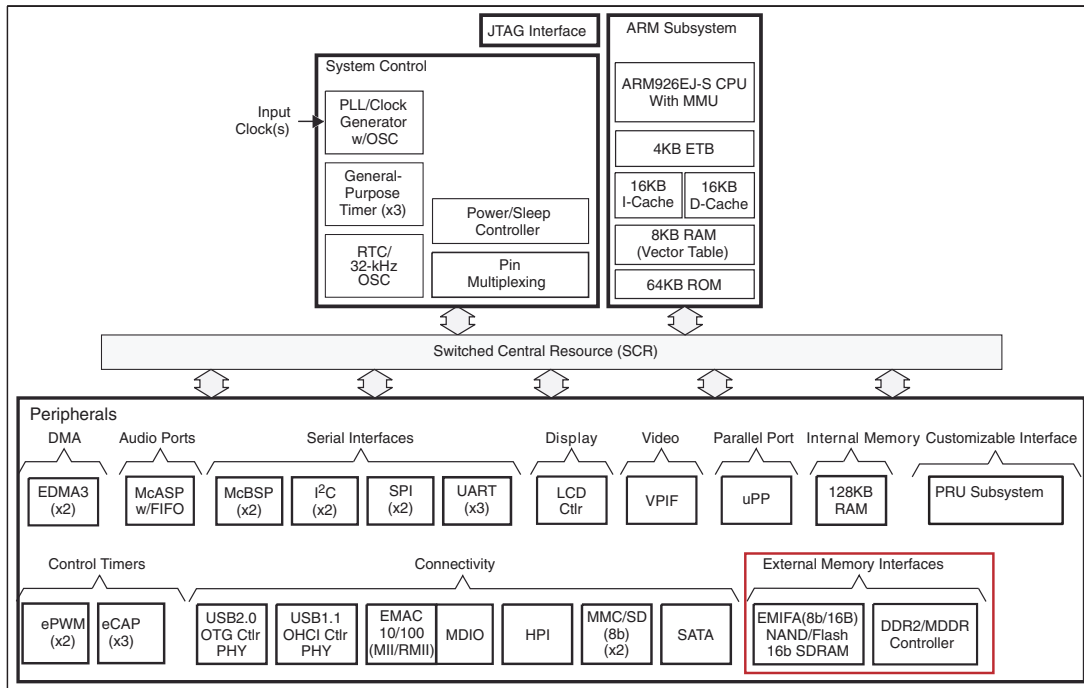 JTAG Interface
ARM Subsystem
System Control
ARM926EJ-S CPU
With MMU
Input
Clock(s)
PLL/Clock
Generator
w/OSC
4KB ETB
General-
Purpose
Timer (x3)
16KB
I-Cache
16KB
D-Cache
Power/Sleep
Controller
8KB RAM
(Vector Table)
RTC/
32-kHz
OSC
Pin
Multiplexing
64KB ROM
Switched Central Resource (SCR)
Peripherals
DMA
Audio Ports
Serial Interfaces
Display
Video
Parallel Port
Internal Memory
Customizable Interface
EDMA3
(x2)
McASP
w/FIFO
McBSP
(x2)
I²C
(x2)
SPI
(x2)
UART
(x3)
LCD
Ctlr
VPIF
uPP
128KB
RAM
PRU Subsystem
Control Timers
Connectivity
External Memory Interfaces
ePWM
(x2)
eCAP
(x3)
USB2.0
OTG Ctlr
PHY
USB1.1
OHCI Ctlr
PHY
EMAC
10/100
(MII/RMII)
MDIO
HPI
MMC/SD
(8b)
(x2)
SATA
EMIFA(8b/16B)
NAND/Flash
16b SDRAM
DDR2/MDDR
Controller